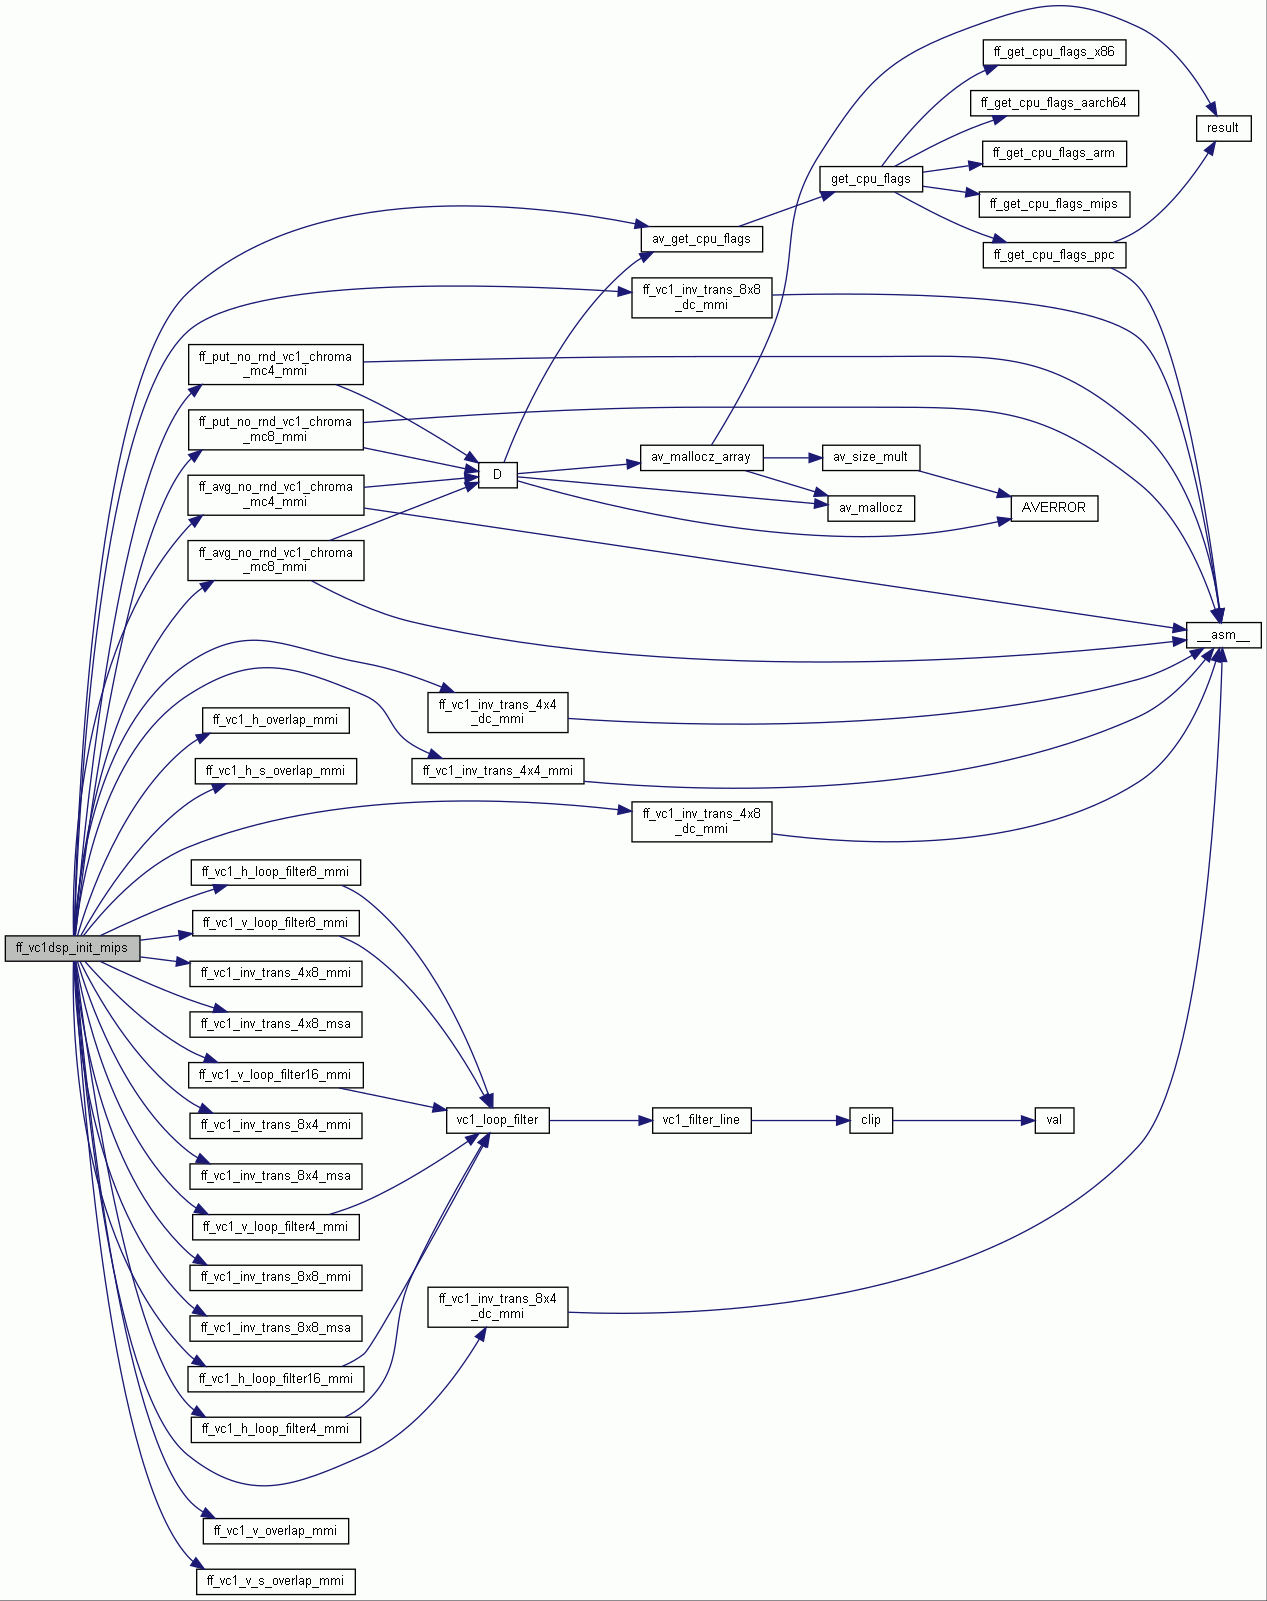 ff_get_cpu_flags_x86
ff_get_cpu_flags_aarch64
result
ff_get_cpu_flags_arm
get_cpu_flags
ff_get_cpu_flags_mips
av_get_cpu_flags
ff_get_cpu_flags_ppc
ff_vc1_inv_trans_8x8
_dc_mmi
ff_put_no_rnd_vc1_chroma
_mc4_mmi
ff_put_no_rnd_vc1_chroma
_mc8_mmi
av_mallocz_array
av_size_mult
D
ff_avg_no_rnd_vc1_chroma
_mc4_mmi
av_mallocz
AVERROR
ff_avg_no_rnd_vc1_chroma
_mc8_mmi
__asm__
ff_vc1_inv_trans_4x4
_dc_mmi
ff_vc1_h_overlap_mmi
ff_vc1_h_s_overlap_mmi
ff_vc1_inv_trans_4x4_mmi
ff_vc1_inv_trans_4x8
_dc_mmi
ff_vc1_h_loop_filter8_mmi
ff_vc1_v_loop_filter8_mmi
ff_vc1dsp_init_mips
ff_vc1_inv_trans_4x8_mmi
ff_vc1_inv_trans_4x8_msa
ff_vc1_v_loop_filter16_mmi
ff_vc1_inv_trans_8x4_mmi
vc1_loop_filter
vc1_filter_line
clip
val
ff_vc1_inv_trans_8x4_msa
ff_vc1_v_loop_filter4_mmi
ff_vc1_inv_trans_8x8_mmi
ff_vc1_inv_trans_8x4
_dc_mmi
ff_vc1_inv_trans_8x8_msa
ff_vc1_h_loop_filter16_mmi
ff_vc1_h_loop_filter4_mmi
ff_vc1_v_overlap_mmi
ff_vc1_v_s_overlap_mmi